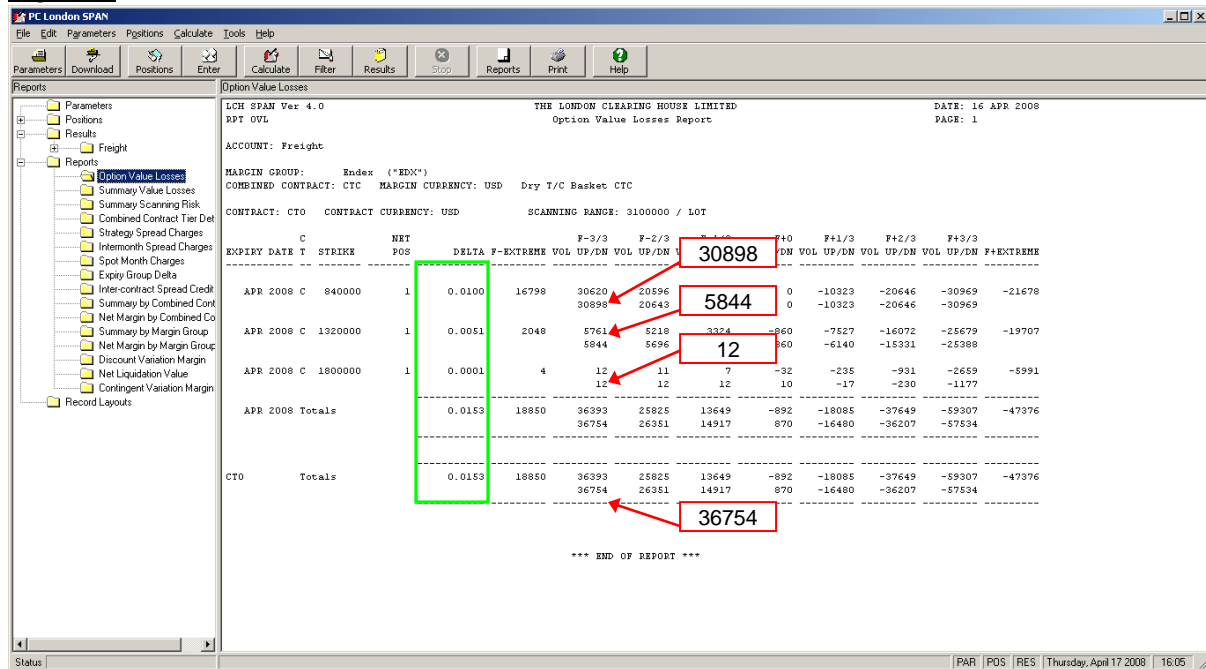 PC London SPAN
File Edit Parameters Positions Calculate Tools Help
Parameters Download Positions Enter Calculate Filter Results Stop Reports Print Help
Reports
Option Value Losses
Parameters
Positions
Results
Freight
Reports
Option Value Losses
Summary Value Losses
Summary Scanning Risk
Combined Contract Tier Det
Strategy Spread Charges
Intermonth Spread Charges
Spot Month Charges
Expiry Group Delta
Inter-contract Spread Credit
Summary by Combined Cont
Net Margin by Combined Co
Summary by Margin Group
Net Margin by Margin Group
Discount Variation Margin
Net Liquidation Value
Contingent Variation Margin
Record Layouts
LCH SPAN Ver 4.0 THE LONDON CLEARING HOUSE LIMITED DATE: 16 APR 2008
RPT OVL Option Value Losses Report PAGE: 1
ACCOUNT: Freight
MARGIN GROUP: Endex ("EDX")
COMBINED CONTRACT: CTC MARGIN CURRENCY: USD Dry T/C Basket CTC
CONTRACT: CTO CONTRACT CURRENCY: USD SCANNING RANGE: 3100000 / LOT
C NET F-3/3 F-2/3 F+0 F+1/3 F+2/3 F+3/3
EXPIRY DATE T STRIKE POS DELTA F-EXTREME VOL UP/DN VOL UP/DN /DN VOL UP/DN VOL UP/DN VOL UP/DN F+EXTREME
30898
APR 2008 C 840000 1 0.0100 16798 30620 20596 0 -10323 -20646 -30969 -21678
30898 20643 0 -10323 -20646 -30969
5844
APR 2008 C 1320000 1 0.0051 2048 5761 5218 3324 -860 -7527 -16072 -25679 -19707
5844 5696 860 -6140 -15331 -25388
12
APR 2008 C 1800000 1 0.0001 4 12 11 7 -32 -235 -931 -2659 -5991
12 12 12 10 -17 -230 -1177
APR 2008 Totals 0.0153 18850 36393 25825 13649 -892 -18085 -37649 -59307 -47376
36754 26351 14917 870 -16480 -36207 -57534
CTO Totals 0.0153 18850 36393 25825 13649 -892 -18085 -37649 -59307 -47376
36754 26351 14917 870 -16480 -36207 -57534
36754
*** END OF REPORT ***
Status PAR POS RES Thursday, April 17 2008 16:05